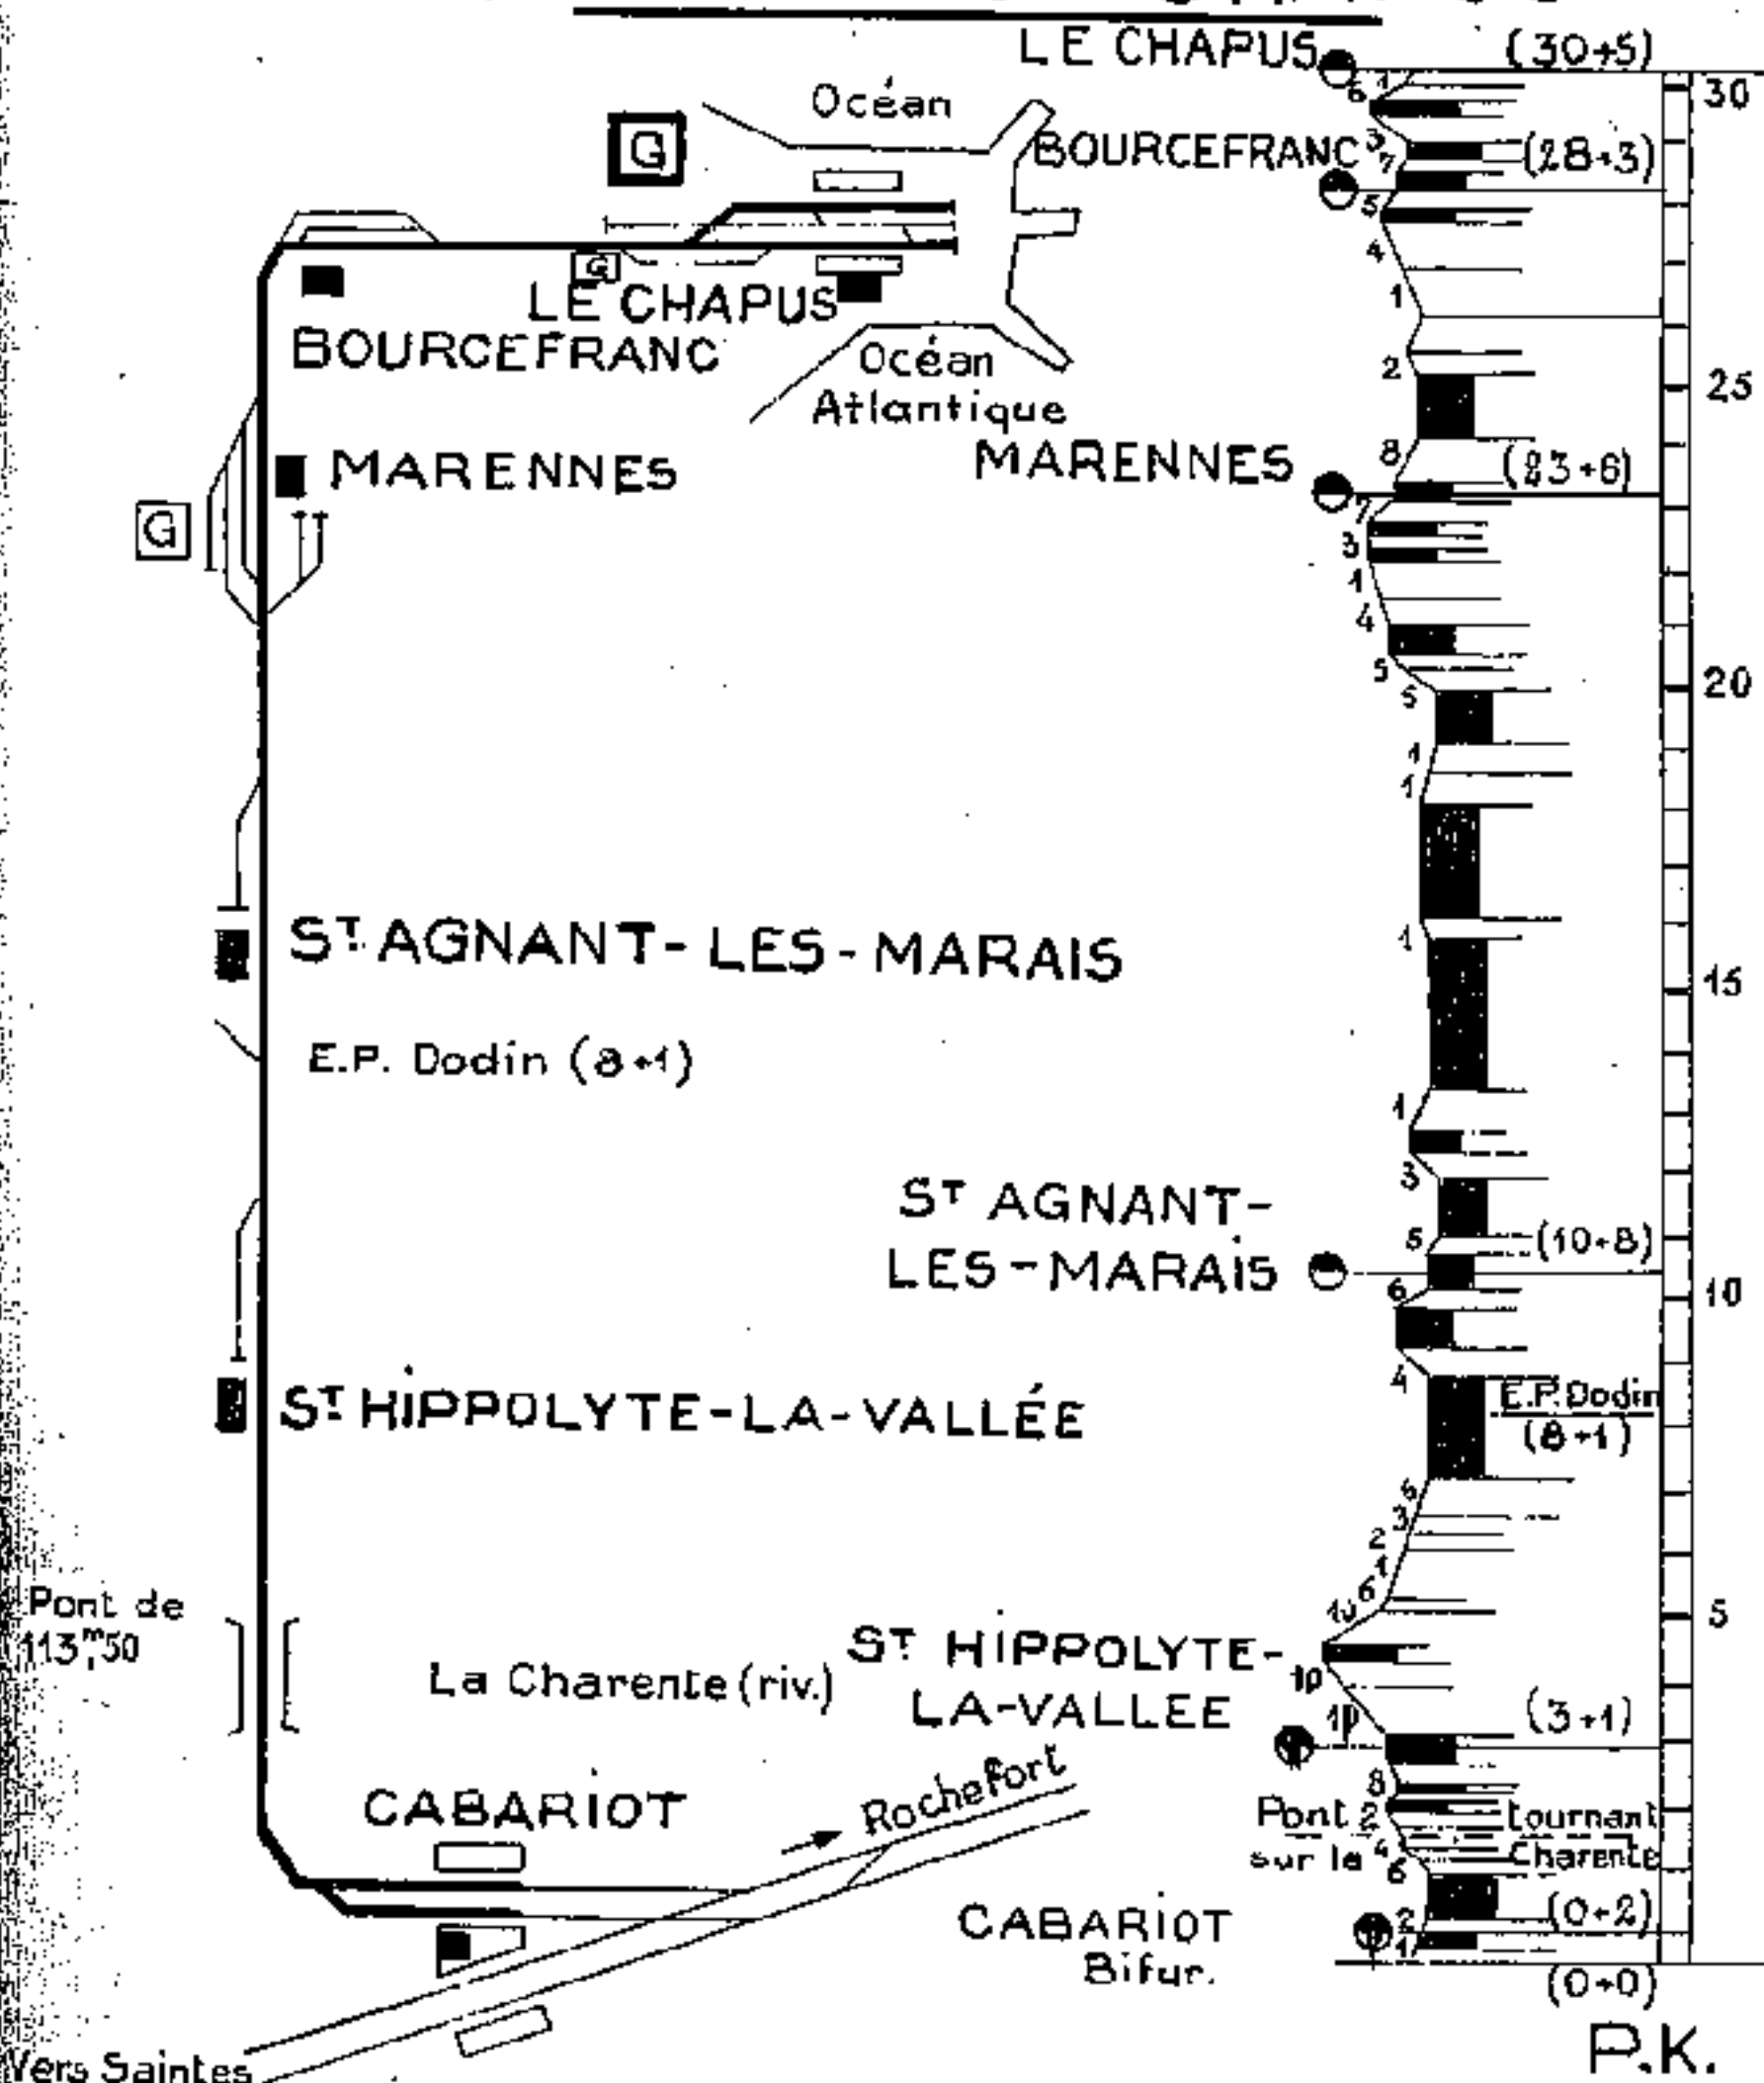 LE CHAPUS
(30+5)
30
Océan
G
BOURCEFRANC
(28+3)
G
LE CHAPUS
BOURCEFRANC
Océan
Atlantique
25
MARENNES
MARENNES
(23+6)
G
20
ST AGNANT-LES-MARAIS
15
E.P. Dodin (8+1)
ST AGNANT-
LES-MARAIS
(10+8)
10
ST HIPPOLYTE-LA-VALLÉE
E.P. Dodin
(8+1)
Pont de
113m,50
5
La Charente (riv.)
ST HIPPOLYTE-
LA-VALLEE
(3+1)
CABARIOT
Rochefort
Pont tournant
sur la Charente
CABARIOT
Bifur.
(0+2)
(0+0)
P.K.
Vers Saintes